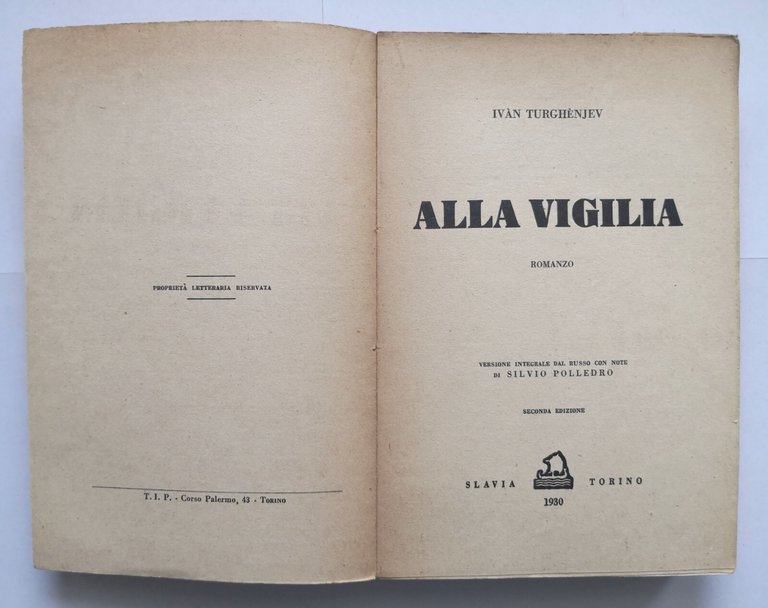 PROPRIETÀ LETTERARIA RISERVATA
T. I. P. - Corso Palermo, 43 - TORINO
IVÀN TURGHÈNJEV
ALLA VIGILIA
ROMANZO
VERSIONE INTEGRALE DAL RUSSO CON NOTE
DI SILVIO POLLEDRO
SECONDA EDIZIONE
SLAVIA TORINO
1930